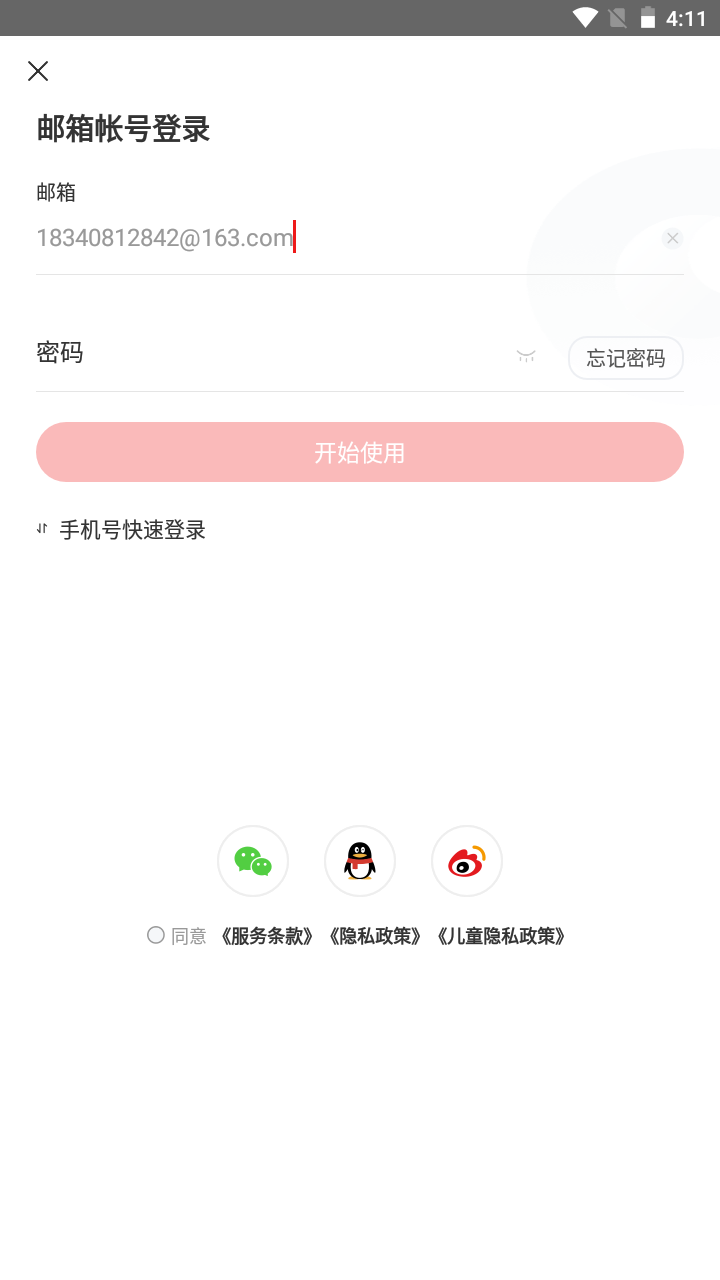 4:11
邮箱帐号登录
邮箱
18340812842@163.com
密码
忘记密码
开始使用
手机号快速登录
同意 《服务条款》《隐私政策》《儿童隐私政策》